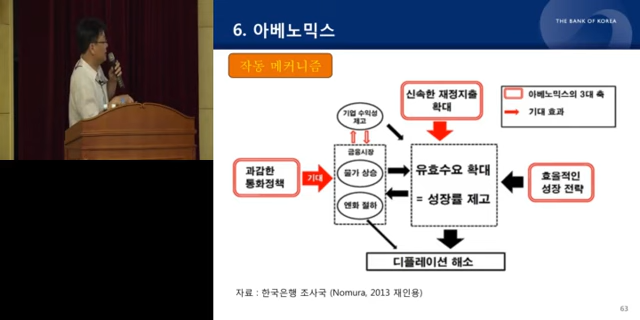 THE BANK OF KOREA
6. 아베노믹스
작동 메커니즘
신속한 재정지출
확대
아베노믹스의 3대 축
기대 효과
기업 수익성
제고
금융시장
과감한
통화정책
기대
물가 상승
엔화 절하
유효수요 확대
= 성장률 제고
효율적인
성장 전략
디플레이션 해소
자료 : 한국은행 조사국 (Nomura, 2013 재인용)
63